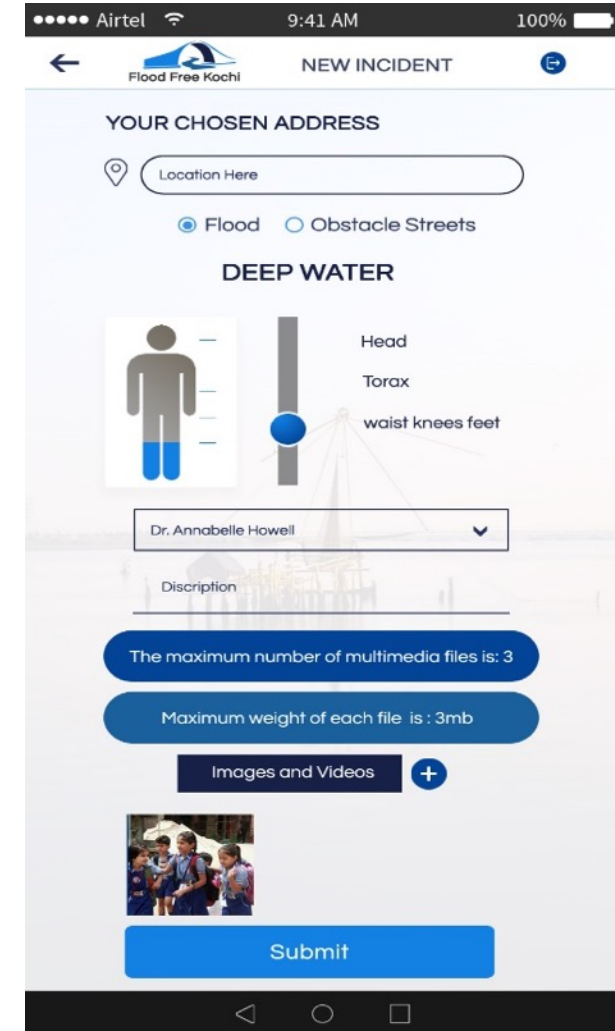 Airtel 9:41 AM 100%
Flood Free Kochi
NEW INCIDENT
YOUR CHOSEN ADDRESS
Location Here
Flood Obstacle Streets
DEEP WATER
Head
Torax
waist knees feet
Dr. Annabelle Howell
Discription
The maximum number of multimedia files is: 3
Maximum weight of each file is : 3mb
Images and Videos +
Submit